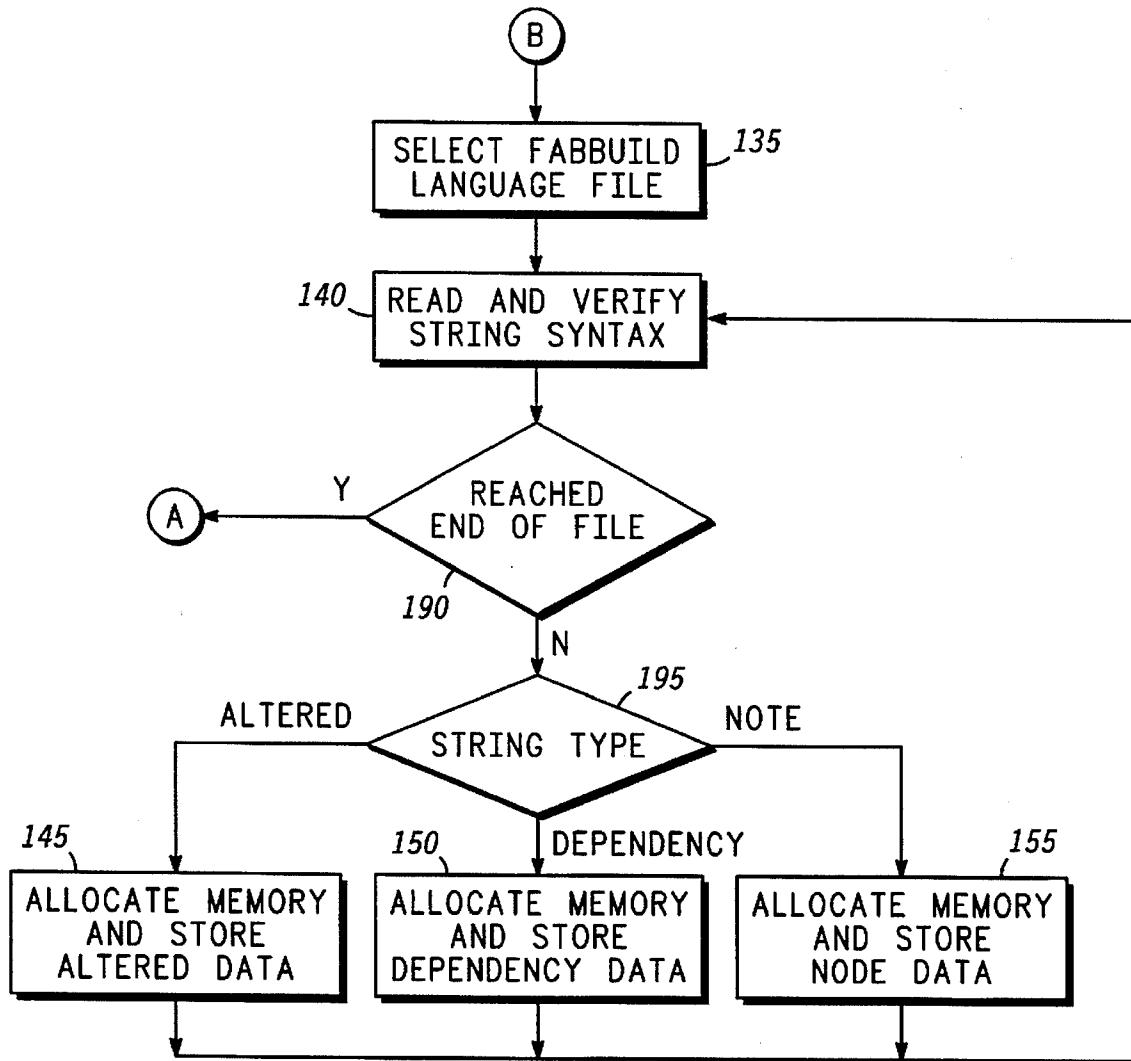 B
SELECT FABBUILD
LANGUAGE FILE
135
140
READ AND VERIFY
STRING SYNTAX
Y
A
REACHED
END OF FILE
190
N
195
ALTERED
STRING TYPE
NOTE
DEPENDENCY
145
150
155
ALLOCATE MEMORY
AND STORE
ALTERED DATA
ALLOCATE MEMORY
AND STORE
DEPENDENCY DATA
ALLOCATE MEMORY
AND STORE
NODE DATA